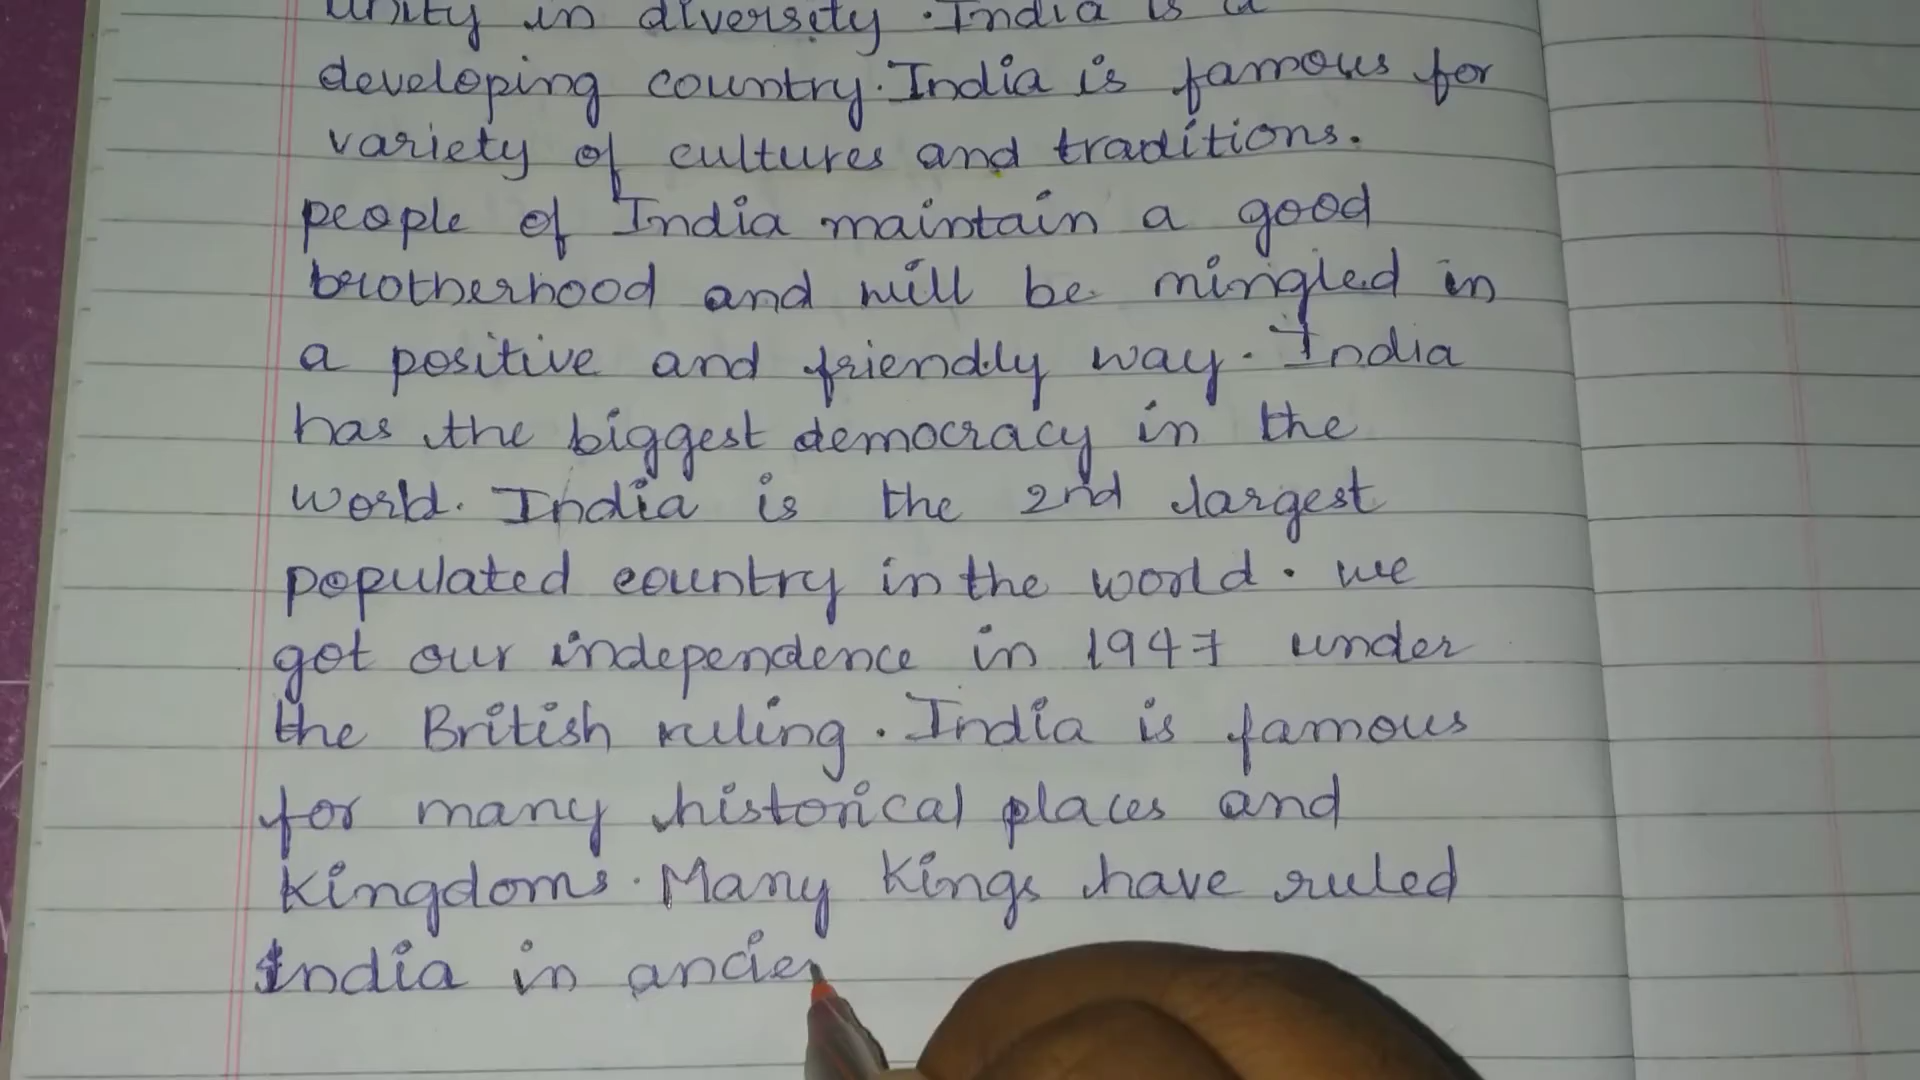 unity in diversity. India is a
developing country. India is famous for
variety of cultures and traditions.
people of India maintain a good
brotherhood and will be mingled in
a positive and friendly way. India
has the biggest democracy in the
world. India is the 2nd largest
populated country in the world. we
got our independence in 1947 under
the British ruling. India is famous
for many historical places and
kingdoms. Many kings have ruled
India in ancien